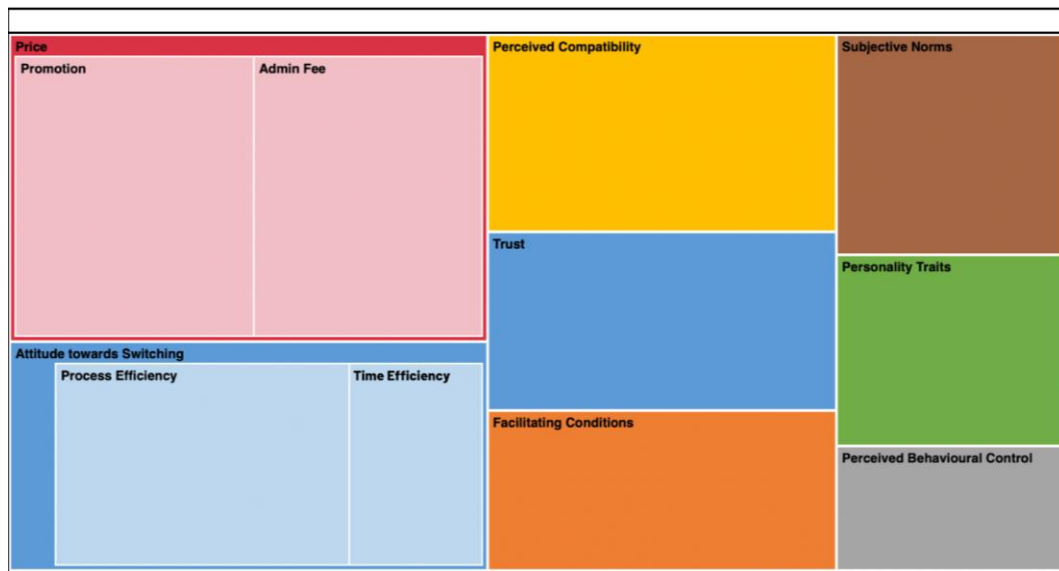 Price
Promotion
Admin Fee
Attitude towards Switching
Process Efficiency
Time Efficiency
Perceived Compatibility
Trust
Facilitating Conditions
Subjective Norms
Personality Traits
Perceived Behavioural Control